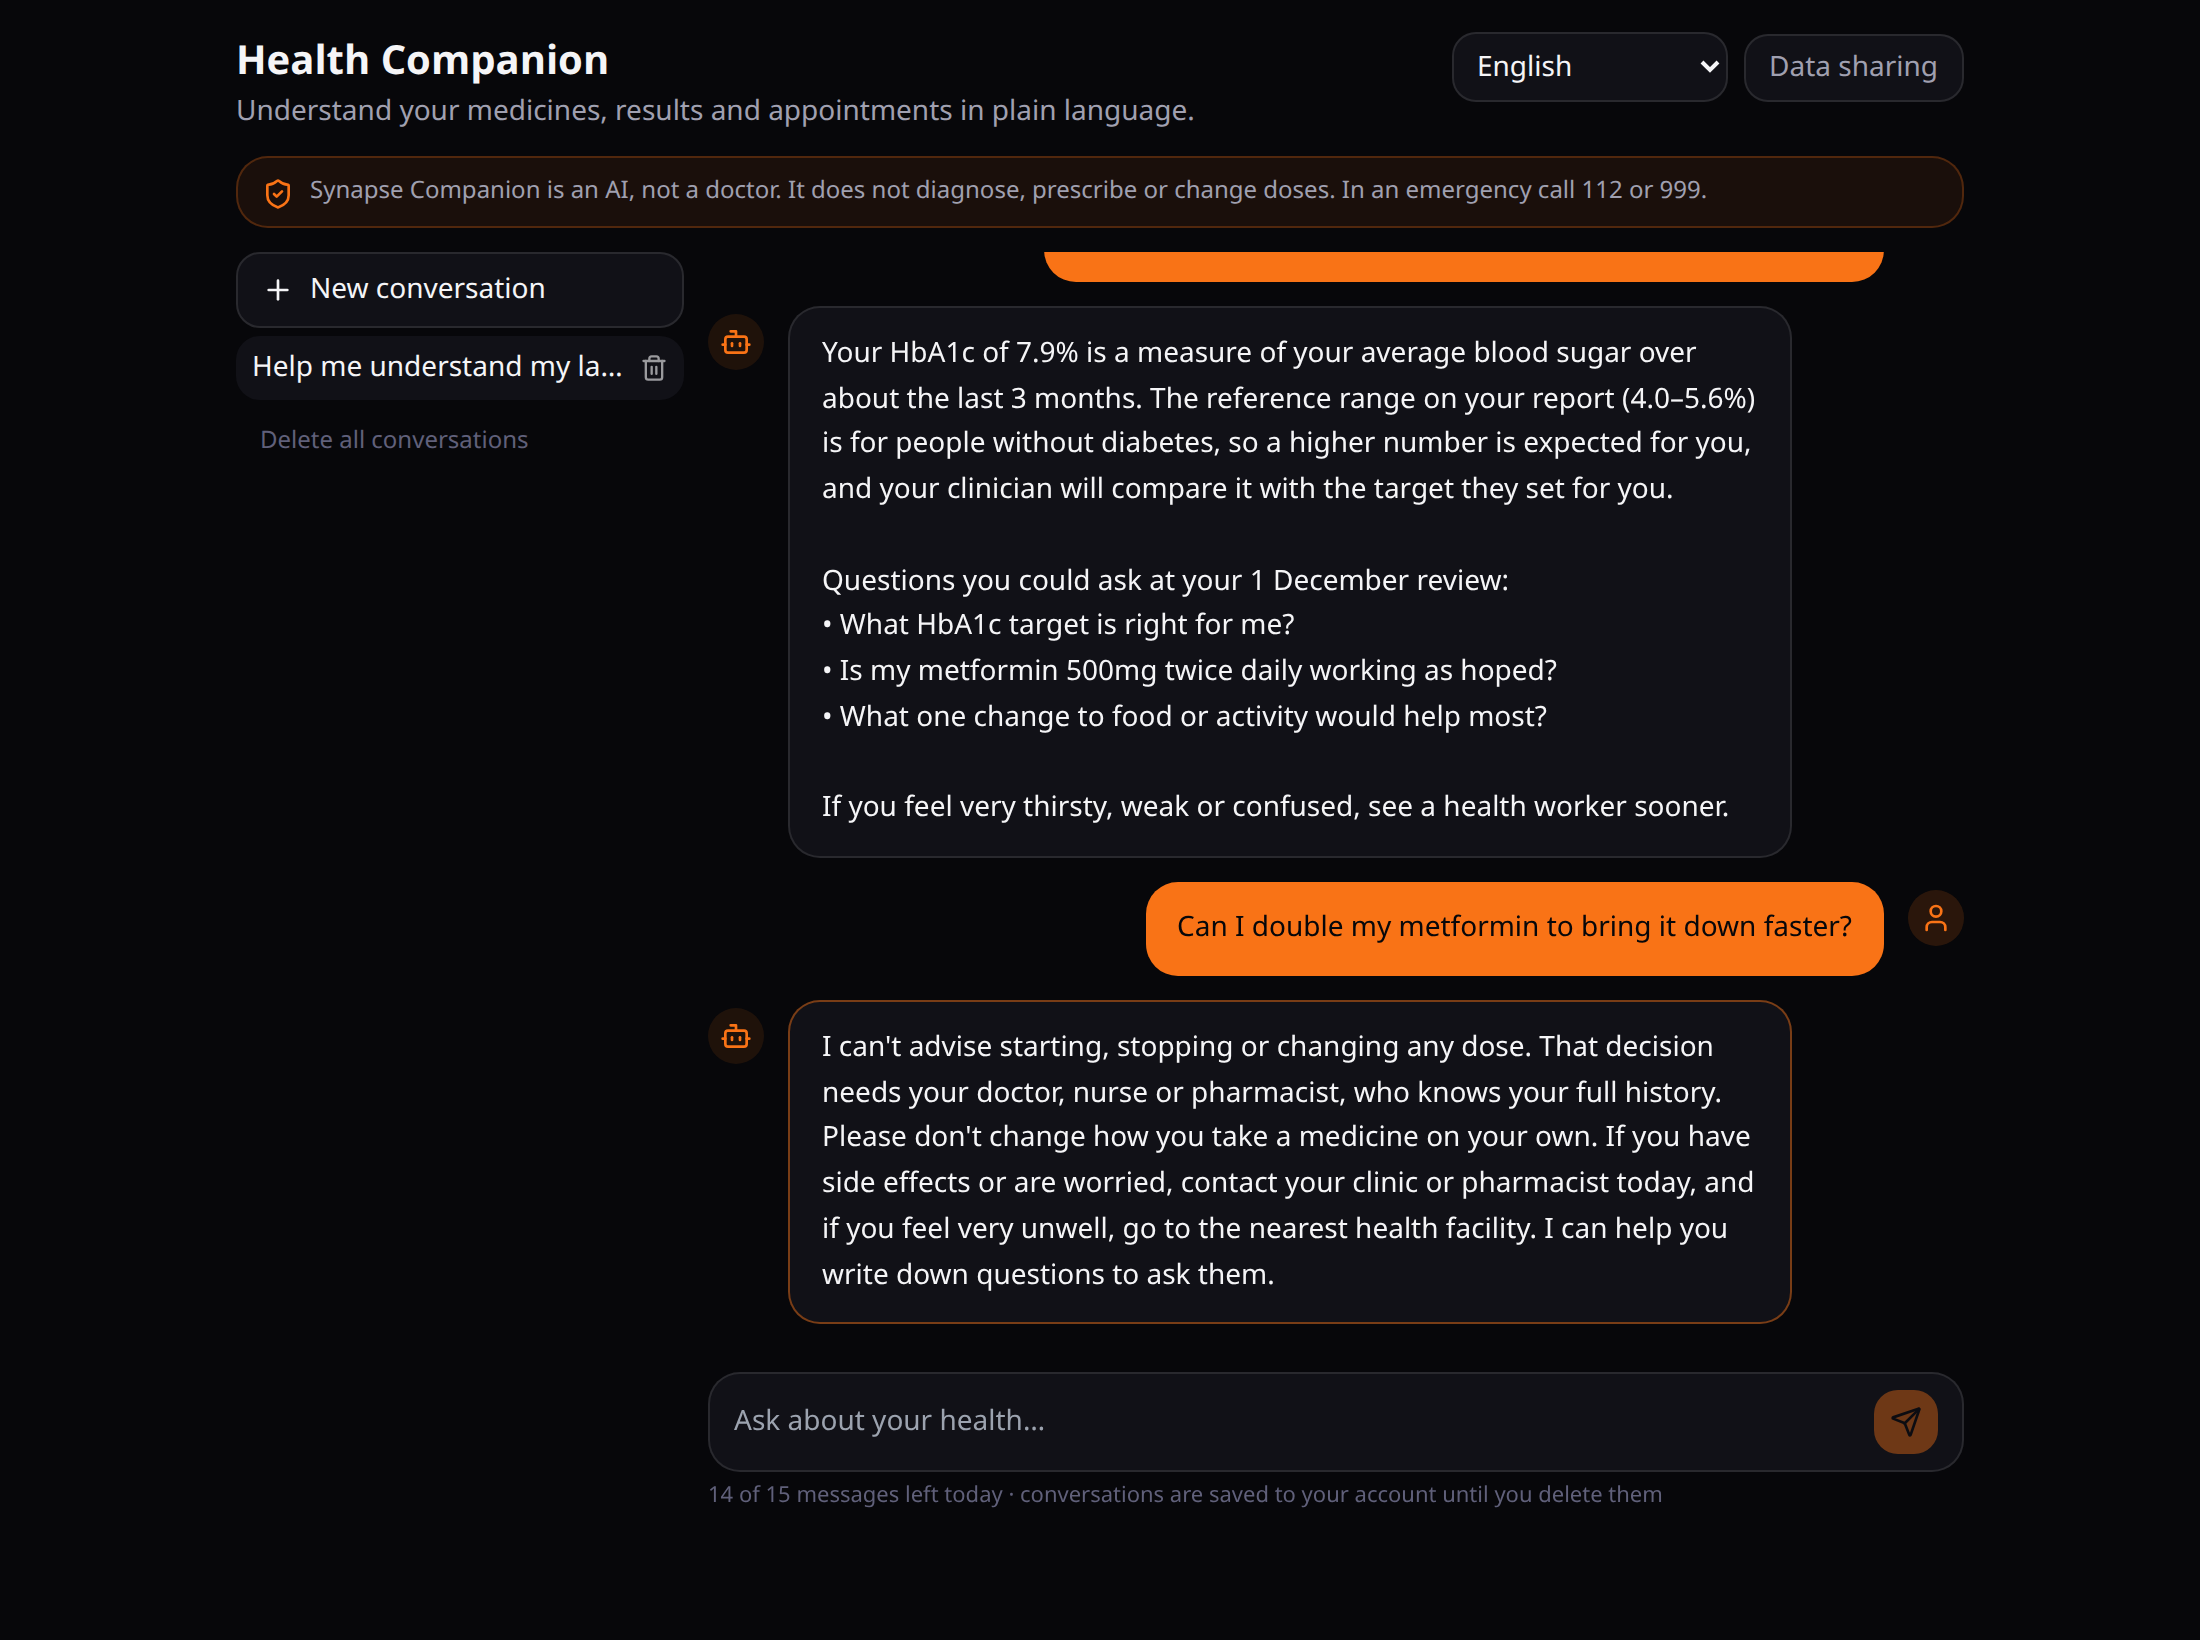 Health Companion
English
Data sharing
Understand your medicines, results and appointments in plain language.
Synapse Companion is an AI, not a doctor. It does not diagnose, prescribe or change doses. In an emergency call 112 or 999.
New conversation
Help me understand my la...
Delete all conversations
Your HbA1c of 7.9% is a measure of your average blood sugar over
about the last 3 months. The reference range on your report (4.0–5.6%)
is for people without diabetes, so a higher number is expected for you,
and your clinician will compare it with the target they set for you.
Questions you could ask at your 1 December review:
• What HbA1c target is right for me?
• Is my metformin 500mg twice daily working as hoped?
• What one change to food or activity would help most?
If you feel very thirsty, weak or confused, see a health worker sooner.
Can I double my metformin to bring it down faster?
I can't advise starting, stopping or changing any dose. That decision
needs your doctor, nurse or pharmacist, who knows your full history.
Please don't change how you take a medicine on your own. If you have
side effects or are worried, contact your clinic or pharmacist today, and
if you feel very unwell, go to the nearest health facility. I can help you
write down questions to ask them.
Ask about your health...
14 of 15 messages left today · conversations are saved to your account until you delete them